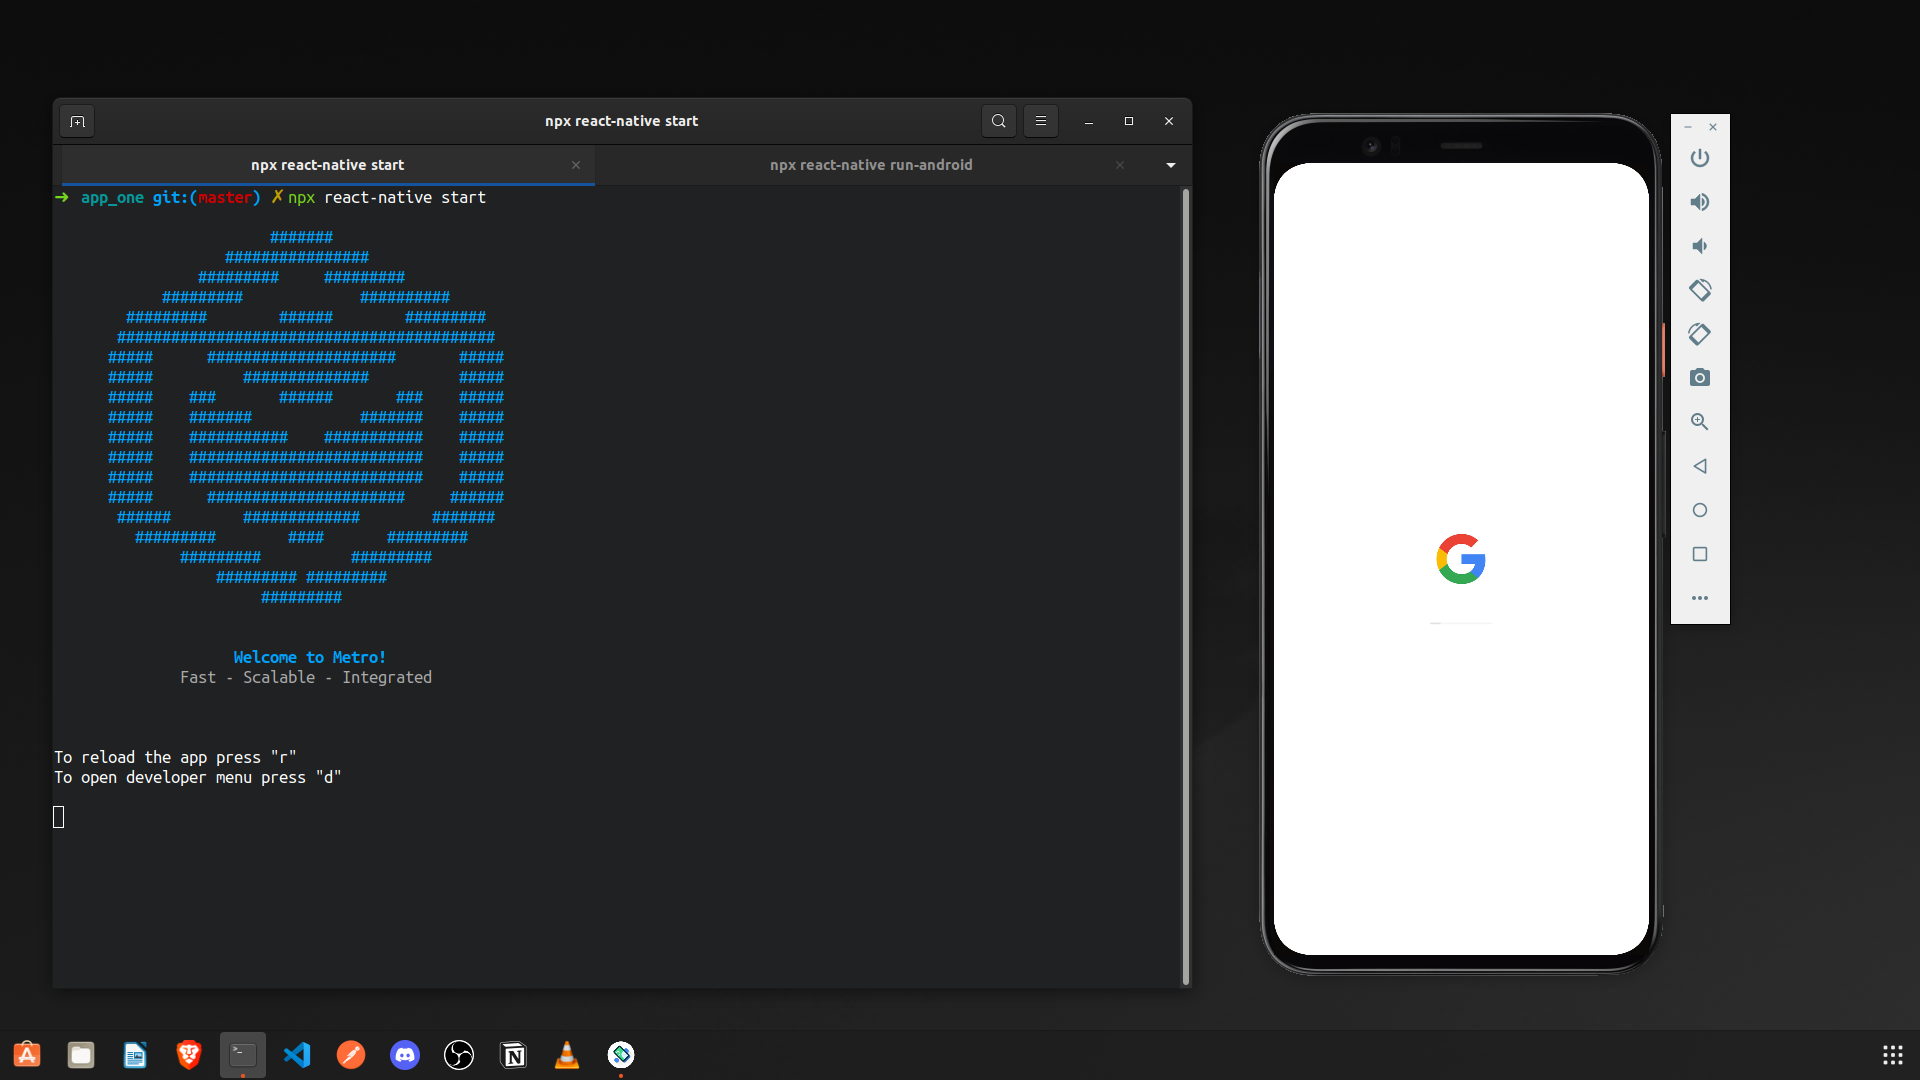 npx react-native start
npx react-native start
npx react-native run-android
➜ app_one git:(master) ✗ npx react-native start
#######
################
######### #########
######### ##########
######### ###### #########
##########################################
##### ##################### #####
##### ############## #####
##### ### ###### ### #####
##### ####### ####### #####
##### ########### ########### #####
##### ########################## #####
##### ########################## #####
##### ###################### ######
###### ############# #######
######### #### #########
######### #########
######### #########
#########
Welcome to Metro!
Fast - Scalable - Integrated
To reload the app press "r"
To open developer menu press "d"